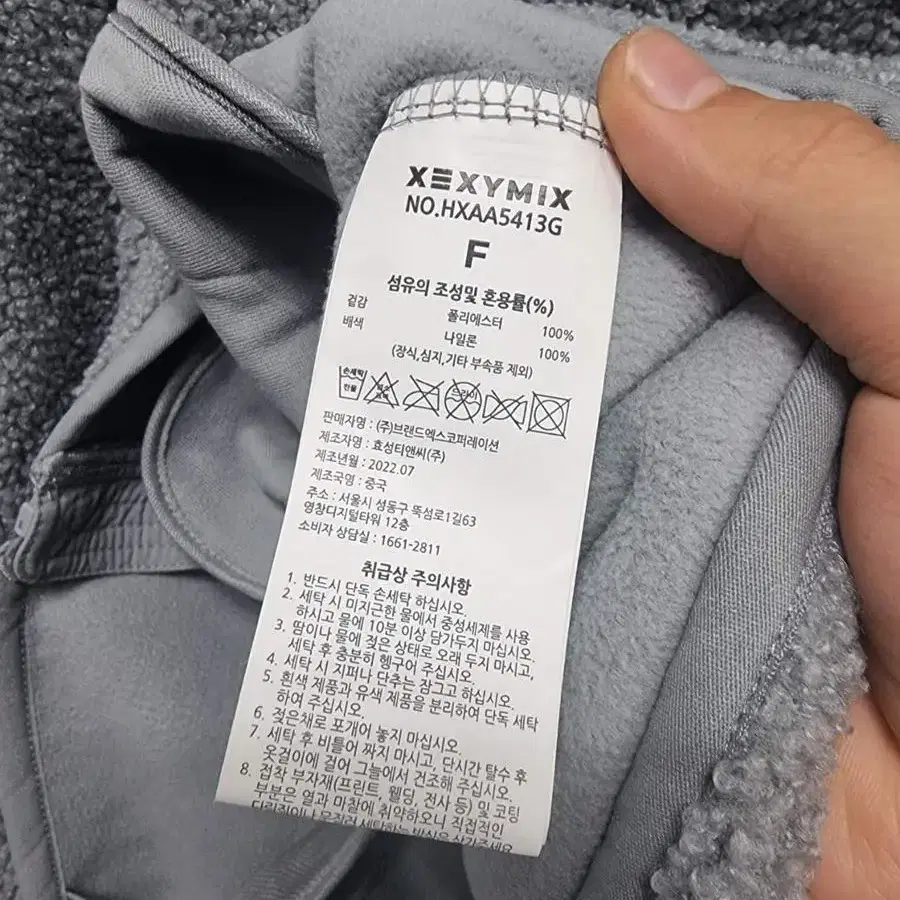 XEXYMIX
NO.HXAA5413G
F
섬유의 조성및 혼용률(%)
겉감 폴리에스터 100%
배색 나일론 100%
(장식,심지,기타 부속품 제외)
손세탁
판매자명 : (주)브랜드엑스코퍼레이션
제조자명 : 효성티앤씨(주)
제조년월 : 2022.07
제조국명 : 중국
주소 : 서울시 성동구 뚝섬로1길63
영창디지털타워 12층
소비자 상담실 : 1661-2811
취급상 주의사항
1. 반드시 단독 손세탁 하십시오.
2. 세탁 시 미지근한 물에서 중성세제를 사용
하시고 물에 10분 이상 담가두지 마십시오.
3. 땀이나 물에 젖은 상태로 오래 두지 마시고,
세탁 후 충분히 헹구어 주십시오.
4. 세탁 시 지퍼나 단추는 잠그고 하십시오.
5. 흰색 제품과 유색 제품을 분리하여 단독 세탁
하여 주십시오.
6. 젖은채로 포개어 놓지 마십시오.
7. 세탁 후 비틀어 짜지 마시고, 단시간 탈수 후
옷걸이에 걸어 그늘에서 건조해 주십시오.
8. 접착 부자재(프린트, 웰딩, 전사 등) 및 코팅
부분은 열과 마찰에 취약하오니 직접적인